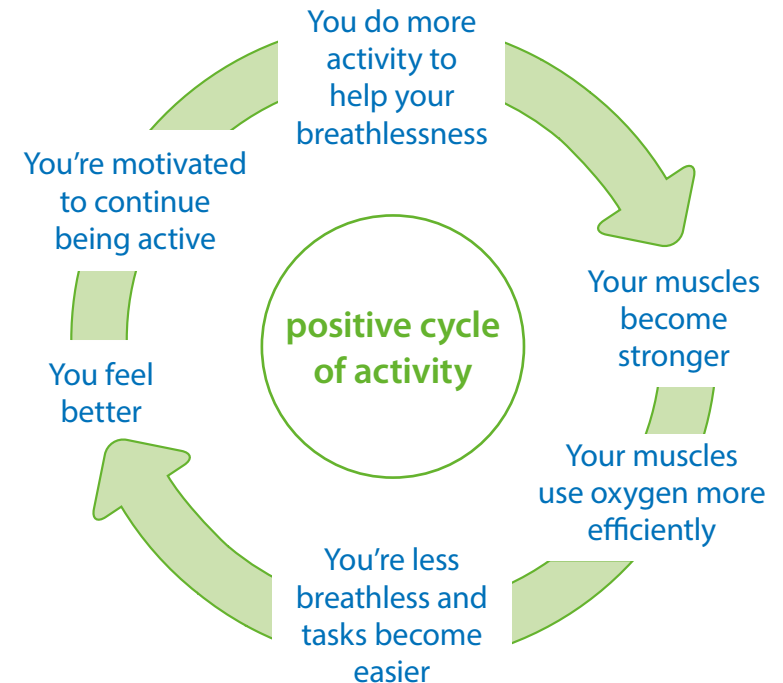 You do more
activity to
help your
breathlessness
Your muscles
become
stronger
Your muscles
use oxygen more
efficiently
You're less
breathless and
tasks become
easier
You feel
better
You're motivated
to continue
being active
positive cycle
of activity